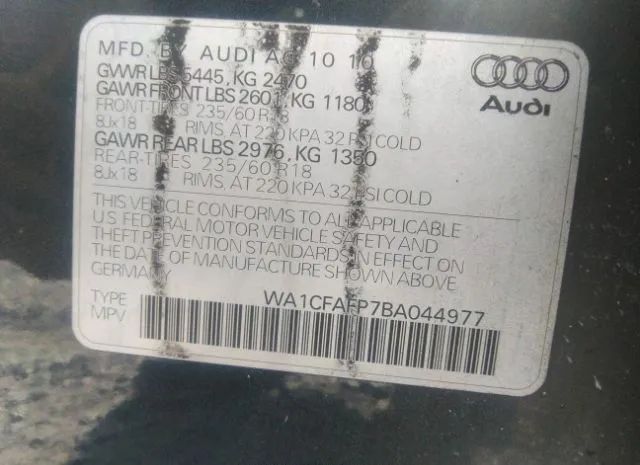 MFD. BY AUDI AG 10 10
GVWR LBS 5445, KG 2470
GAWR FRONT LBS 2601, KG 1180
FRONT-TIRES 235/60 R18
8Jx18 RIMS, AT 220 KPA 32 PSI COLD
GAWR REAR LBS 2976, KG 1350
REAR-TIRES 235/60 R18
8Jx18 RIMS, AT 220 KPA 32 PSI COLD
Audi
THIS VEHICLE CONFORMS TO ALL APPLICABLE
U.S FEDERAL MOTOR VEHICLE SAFETY AND
THEFT PREVENTION STANDARDS IN EFFECT ON
THE DATE OF MANUFACTURE SHOWN ABOVE
GERMANY
WA1CFAFP7BA044977
TYPE
MPV